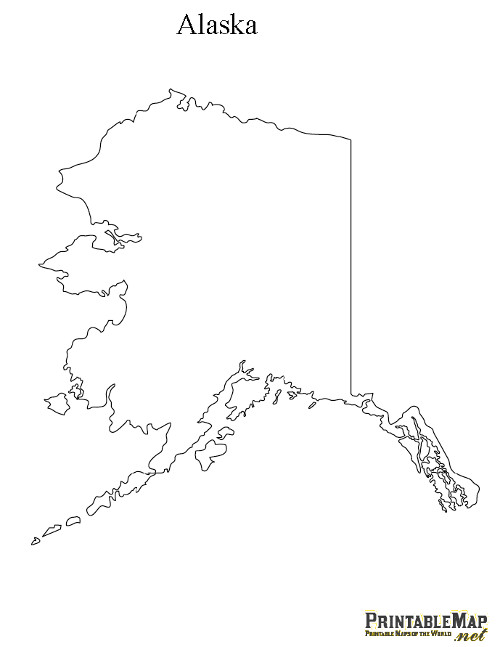 Alaska
PRINTABLEMAP
PRINTABLE MAPS OF THE WORLD .net